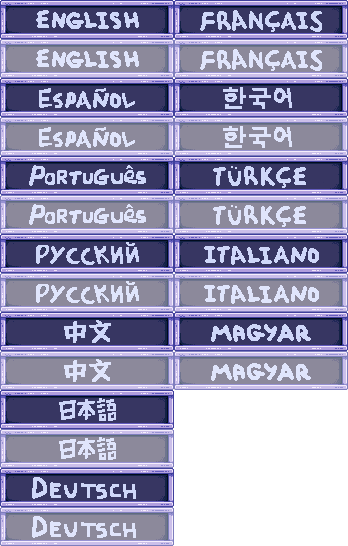 ENGLISH FRANÇAIS
ENGLISH FRANÇAIS
ESPAÑOL 한국어
ESPAÑOL 한국어
PORTUGUÊS TÜRKÇE
PORTUGUÊS TÜRKÇE
РУССКИЙ ITALIANO
РУССКИЙ ITALIANO
中文 MAGYAR
中文 MAGYAR
日本語
日本語
DEUTSCH
DEUTSCH